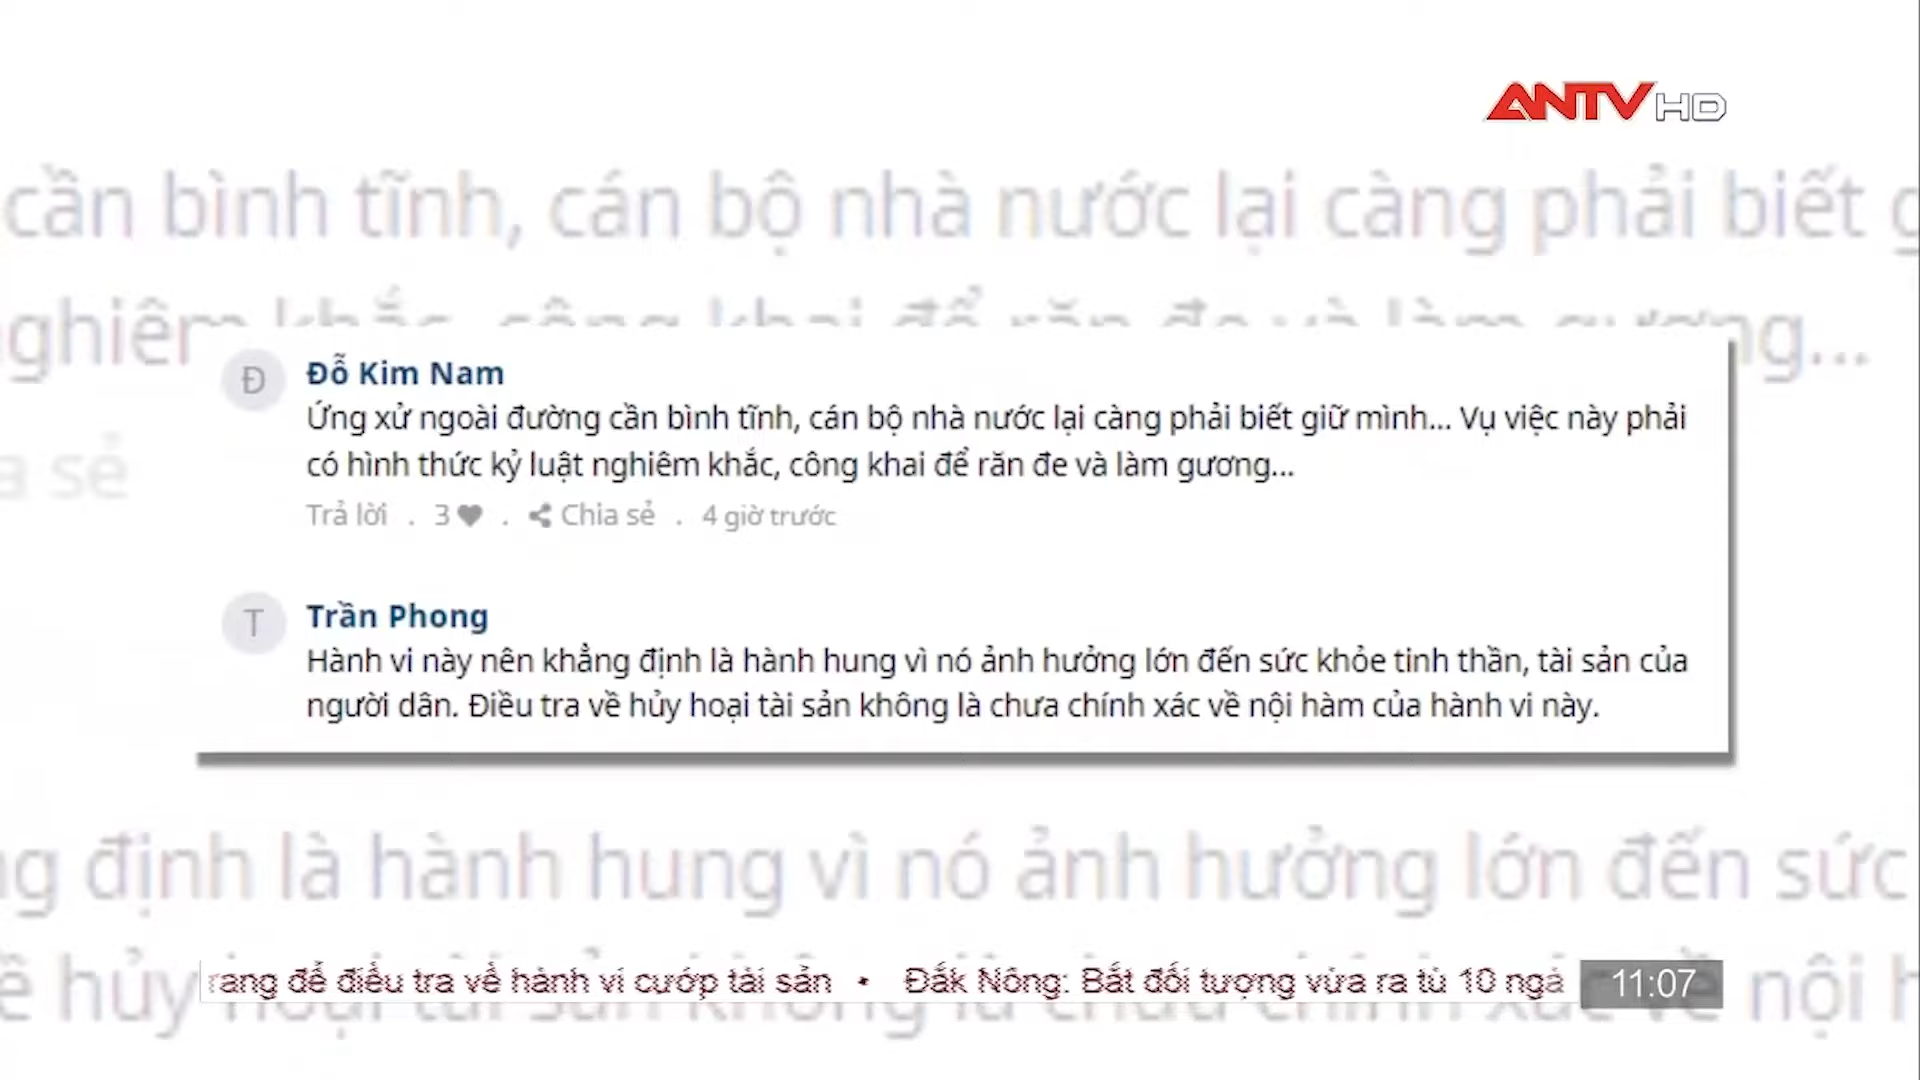 ANTV HD
cần bình tĩnh, cán bộ nhà nước lại càng phải biết
Đ
Đỗ Kim Nam
Ứng xử ngoài đường cần bình tĩnh, cán bộ nhà nước lại càng phải biết giữ mình... Vụ việc này phải
có hình thức kỷ luật nghiêm khắc, công khai để răn đe và làm gương...
Trả lời . 3 . Chia sẻ . 4 giờ trước
T
Trần Phong
Hành vi này nên khẳng định là hành hung vì nó ảnh hưởng lớn đến sức khỏe tinh thần, tài sản của
người dân. Điều tra về hủy hoại tài sản không là chưa chính xác về nội hàm của hành vi này.
định là hành hung vì nó ảnh hưởng lớn đến sức
rang để điều tra về hành vi cướp tài sản • Đắk Nông: Bắt đối tượng vừa ra tù 10 ngà
11:07